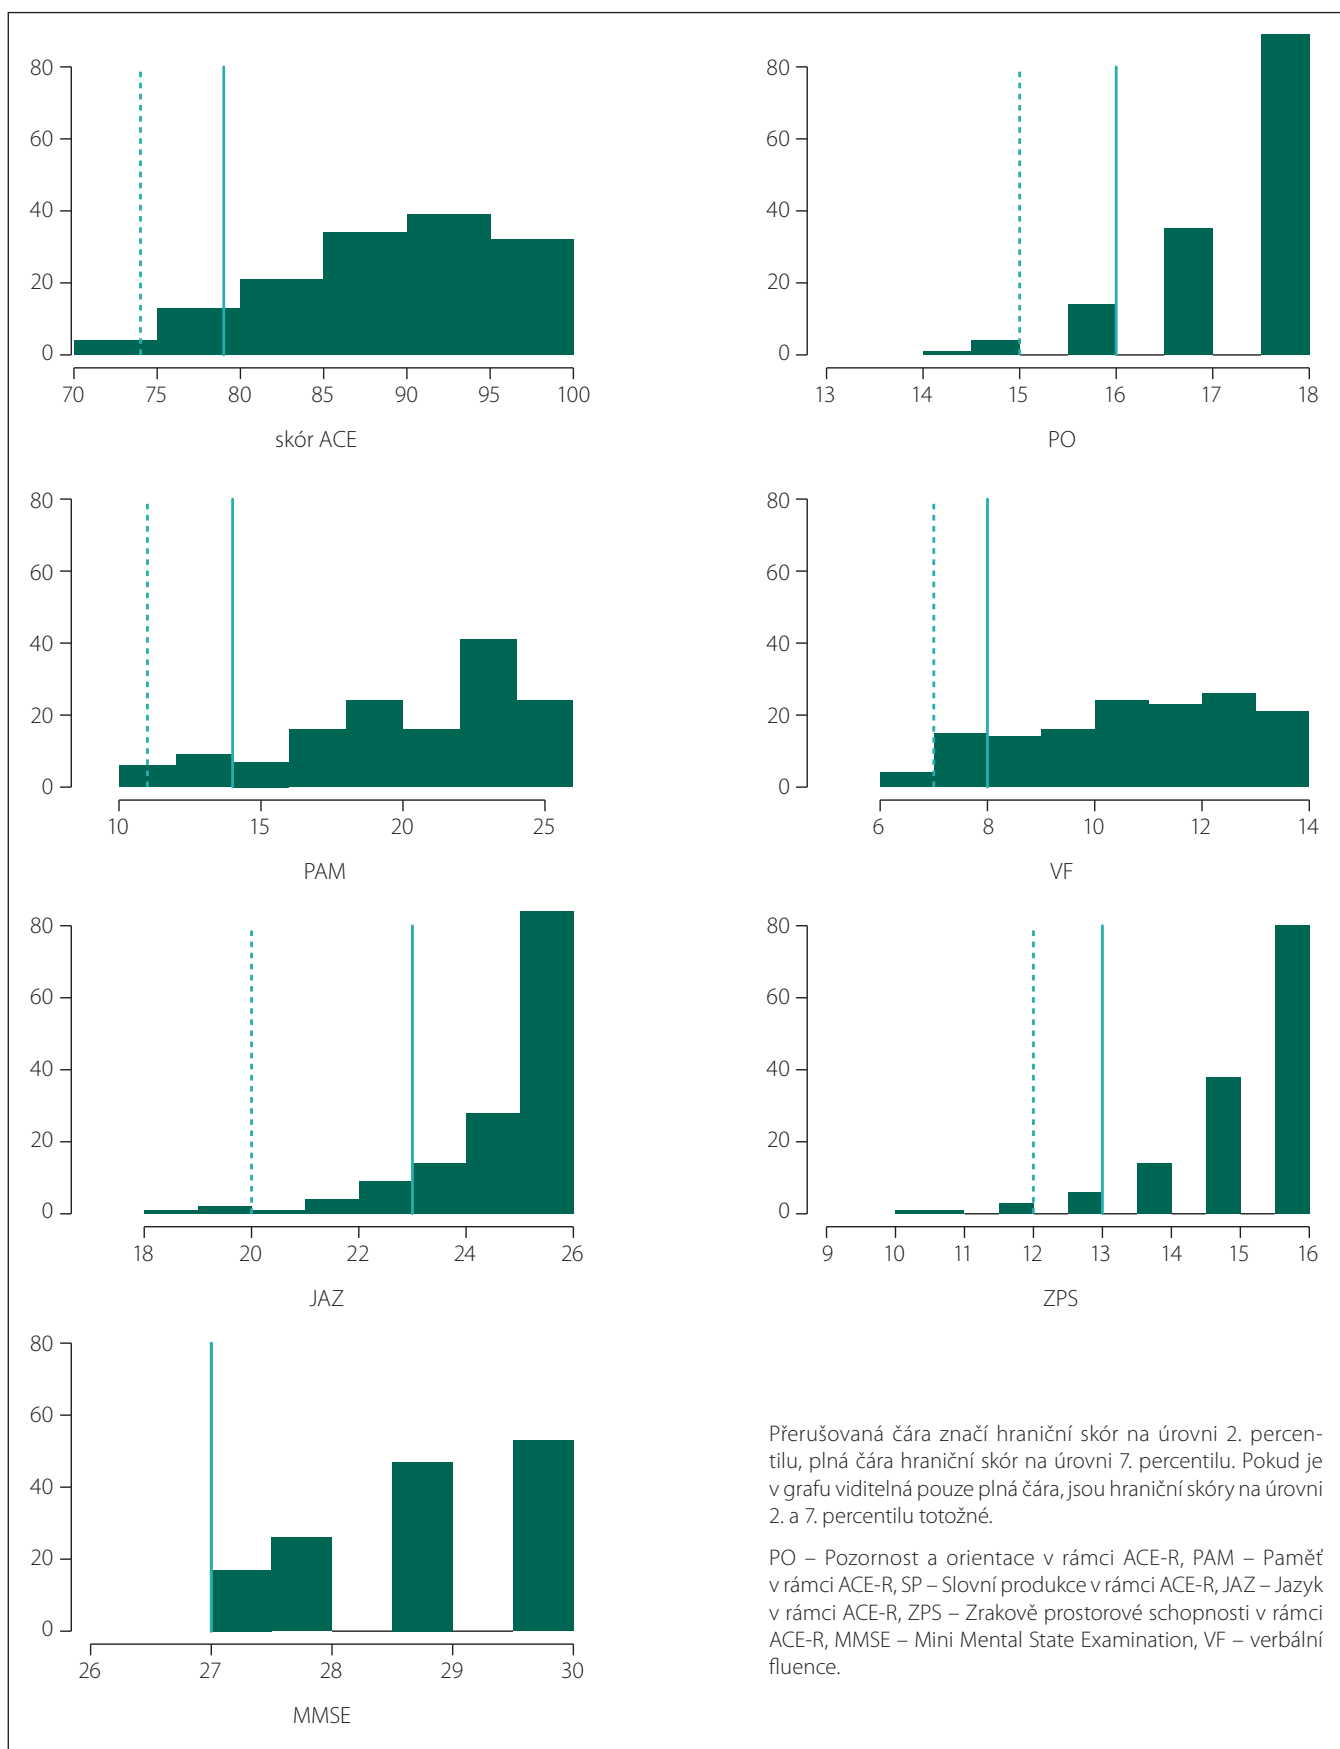 80
60
40
20
0
70 75 80 85 90 95 100
skór ACE
80
60
40
20
0
13 14 15 16 17 18
PO
80
60
40
20
0
10 15 20 25
PAM
80
60
40
20
0
6 8 10 12 14
VF
80
60
40
20
0
18 20 22 24 26
JAZ
80
60
40
20
0
9 10 11 12 13 14 15 16
ZPS
80
60
40
20
0
26 27 28 29 30
MMSE
Přerušovaná čára značí hraniční skór na úrovni 2. percen-
tilu, plná čára hraniční skór na úrovni 7. percentilu. Pokud je
v grafu viditelná pouze plná čára, jsou hraniční skóry na úrovni
2. a 7. percentilu totožné.
PO – Pozornost a orientace v rámci ACE-R, PAM – Paměť
v rámci ACE-R, SP – Slovní produkce v rámci ACE-R, JAZ – Jazyk
v rámci ACE-R, ZPS – Zrakově prostorové schopnosti v rámci
ACE-R, MMSE – Mini Mental State Examination, VF – verbální
fluence.